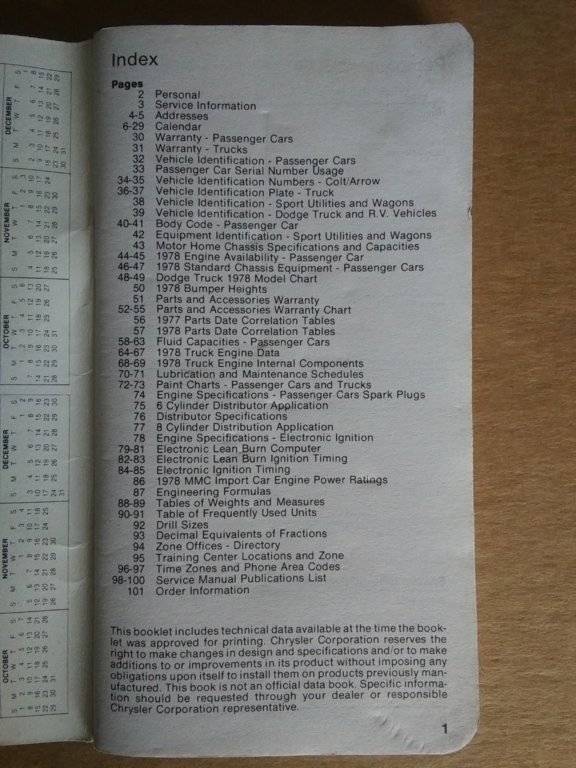 DECEMBER
NOVEMBER
OCTOBER
DECEMBER
NOVEMBER
OCTOBER
Index
Pages
2 Personal
3 Service Information
4-5 Addresses
6-29 Calendar
30 Warranty - Passenger Cars
31 Warranty - Trucks
32 Vehicle Identification - Passenger Cars
33 Passenger Car Serial Number Usage
34-35 Vehicle Identification Numbers - Colt/Arrow
36-37 Vehicle Identification Plate - Truck
38 Vehicle Identification - Sport Utilities and Wagons
39 Vehicle Identification - Dodge Truck and R.V. Vehicles
40-41 Body Code - Passenger Car
42 Equipment Identification - Sport Utilities and Wagons
43 Motor Home Chassis Specifications and Capacities
44-45 1978 Engine Availability - Passenger Car
46-47 1978 Standard Chassis Equipment - Passenger Cars
48-49 Dodge Truck 1978 Model Chart
50 1978 Bumper Heights
51 Parts and Accessories Warranty
52-55 Parts and Accessories Warranty Chart
56 1977 Parts Date Correlation Tables
57 1978 Parts Date Correlation Tables
58-63 Fluid Capacities - Passenger Cars
64-67 1978 Truck Engine Data
68-69 1978 Truck Engine Internal Components
70-71 Lubrication and Maintenance Schedules
72-73 Paint Charts - Passenger Cars and Trucks
74 Engine Specifications - Passenger Cars Spark Plugs
75 6 Cylinder Distributor Application
76 Distributor Specifications
77 8 Cylinder Distribution Application
78 Engine Specifications - Electronic Ignition
79-81 Electronic Lean Burn Computer
82-83 Electronic Lean Burn Ignition Timing
84-85 Electronic Ignition Timing
86 1978 MMC Import Car Engine Power Ratings
87 Engineering Formulas
88-89 Tables of Weights and Measures
90-91 Table of Frequently Used Units
92 Drill Sizes
93 Decimal Equivalents of Fractions
94 Zone Offices - Directory
95 Training Center Locations and Zone
96-97 Time Zones and Phone Area Codes
98-100 Service Manual Publications List
101 Order Information
This booklet includes technical data available at the time the book-
let was approved for printing. Chrysler Corporation reserves the
right to make changes in design and specifications and/or to make
additions to or improvements in its product without imposing any
obligations upon itself to install them on products previously man-
ufactured. This book is not an official data book. Specific informa-
tion should be requested through your dealer or responsible
Chrysler Corporation representative.
1